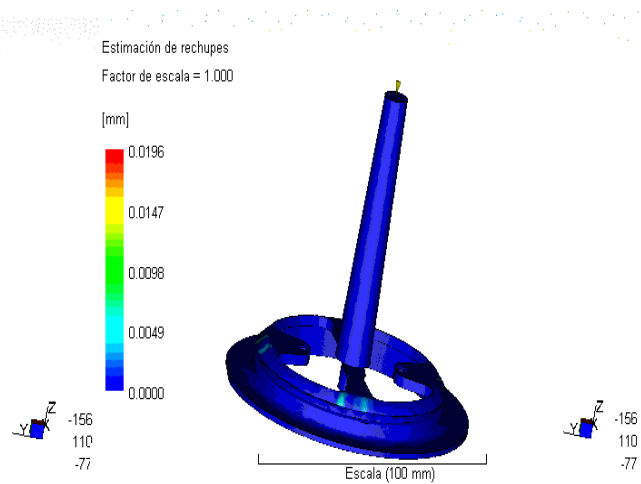 Estimación de rechupes
Factor de escala = 1.000
[mm]
0.0196
0.0147
0.0098
0.0049
0.0000
Z
Y
X
-156
110
-77
Escala (100 mm)
Z
Y
X
-156
110
-77